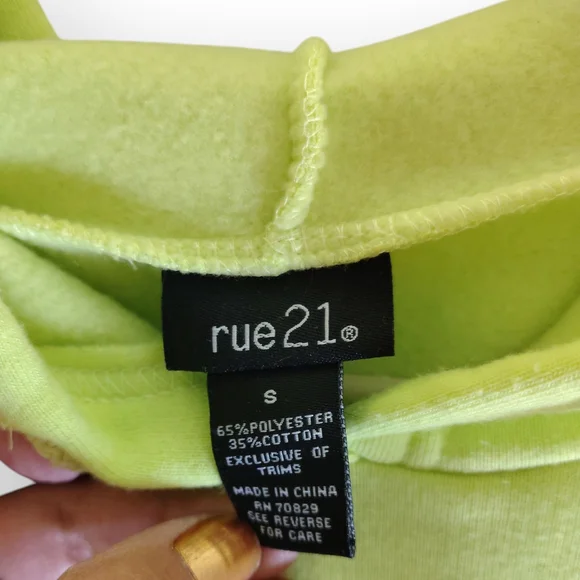 rue21®
S
65%POLYESTER
35%COTTON
EXCLUSIVE OF
TRIMS
MADE IN CHINA
RN 70829
SEE REVERSE
FOR CARE